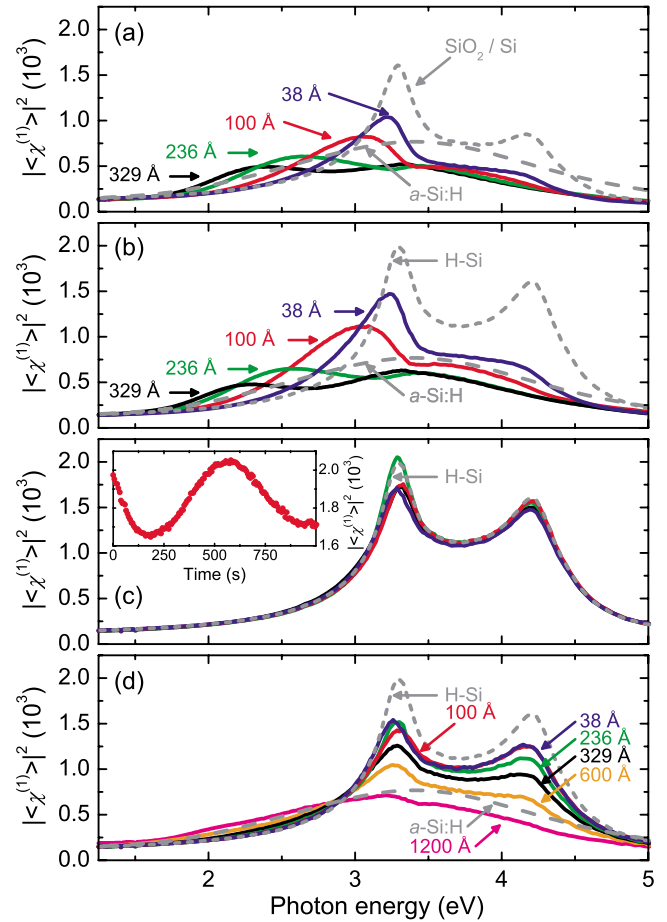 (a)
SiO₂ / Si
38 Å
100 Å
236 Å
329 Å
a-Si:H
|<χ⁽¹⁾>|² (10³)
2.0
1.5
1.0
0.5
0.0
(b)
H-Si
38 Å
100 Å
236 Å
329 Å
a-Si:H
|<χ⁽¹⁾>|² (10³)
2.0
1.5
1.0
0.5
0.0
(c)
H-Si
|<χ⁽¹⁾>|² (10³)
2.0
1.5
1.0
0.5
0.0
2.0
1.8
1.6
|<χ⁽¹⁾>|² (10³)
0 250 500 750
Time (s)
(d)
H-Si
100 Å
38 Å
236 Å
329 Å
600 Å
a-Si:H
1200 Å
|<χ⁽¹⁾>|² (10³)
2.0
1.5
1.0
0.5
0.0
2 3 4 5
Photon energy (eV)